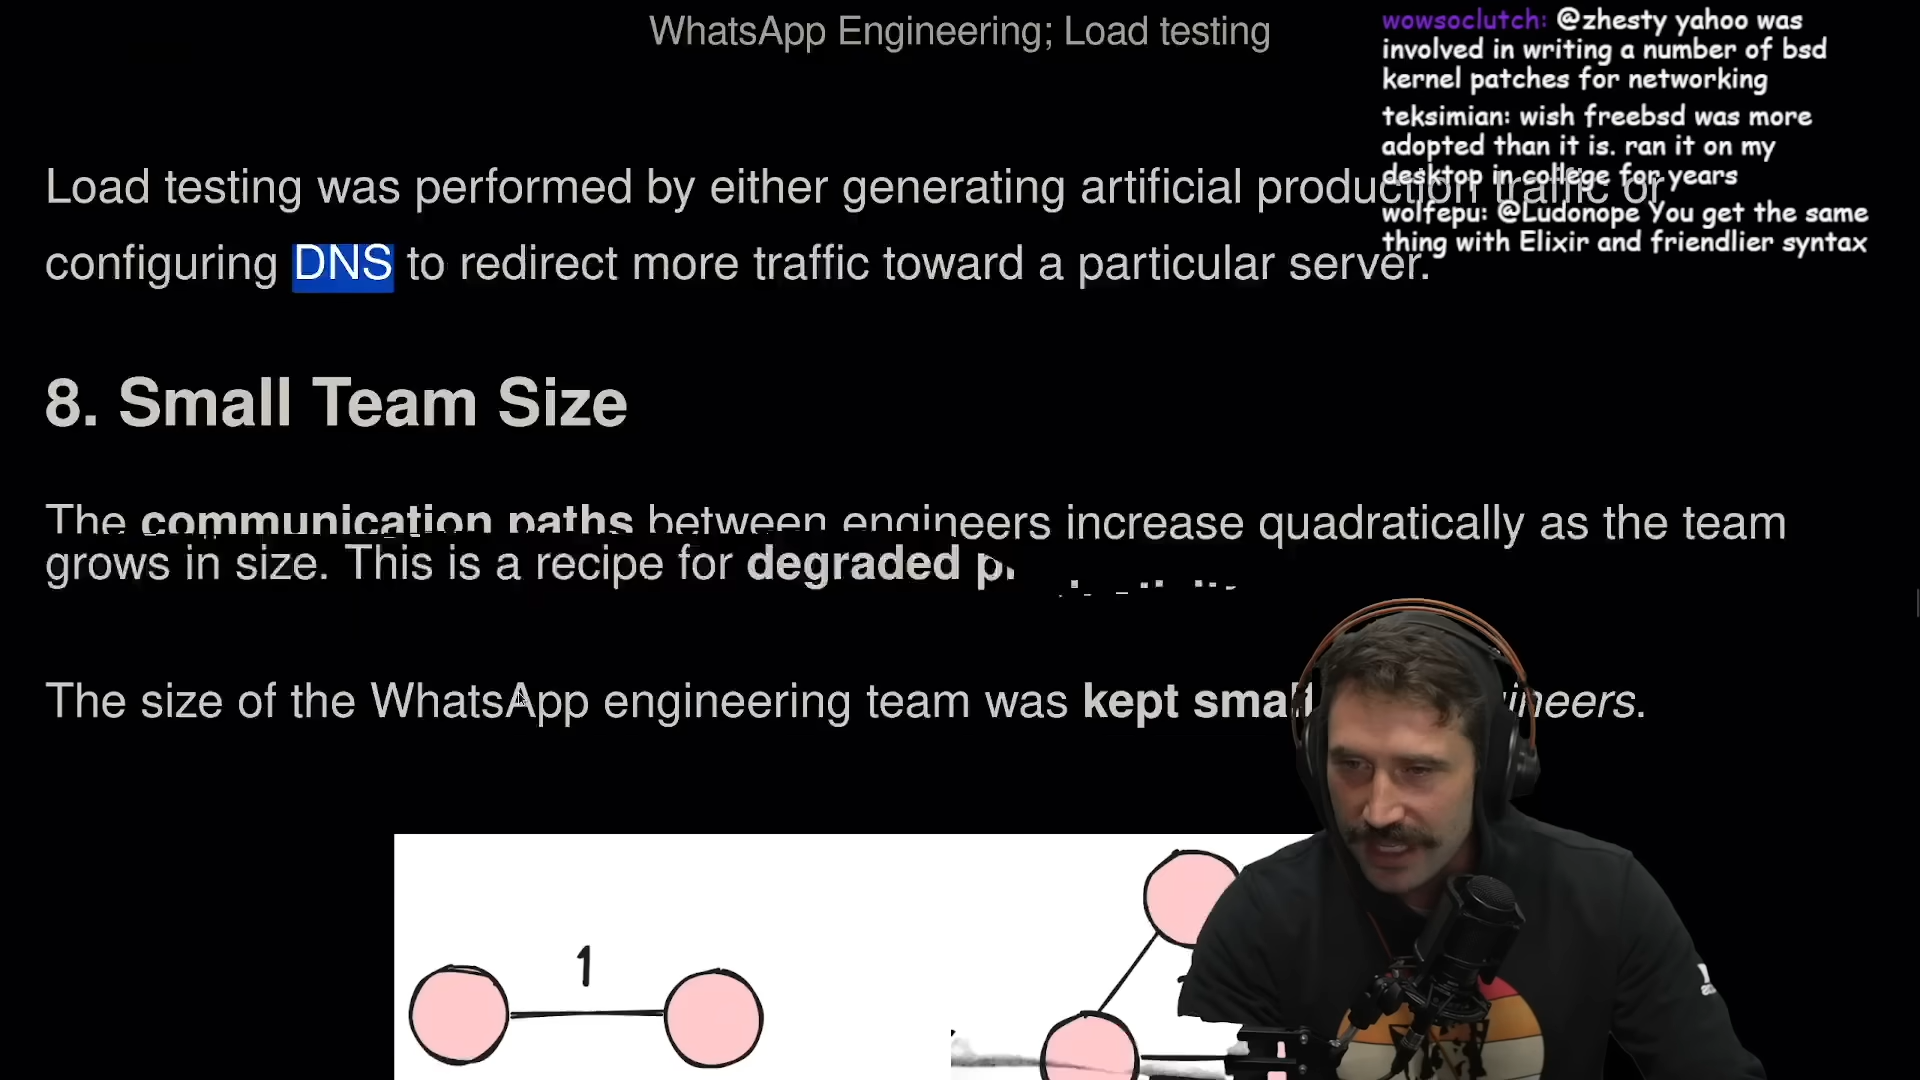 WhatsApp Engineering; Load testing
wowsoclutch: @zhesty yahoo was
involved in writing a number of bsd
kernel patches for networking
teksimian: wish freebsd was more
adopted than it is. ran it on my
desktop in college for years
wolfepu: @Ludonope You get the same
thing with Elixir and friendlier syntax
Load testing was performed by either generating artificial production traffic or
configuring DNS to redirect more traffic toward a particular server.
8. Small Team Size
The communication paths between engineers increase quadratically as the team
grows in size. This is a recipe for degraded
The size of the WhatsApp engineering team was kept small
1